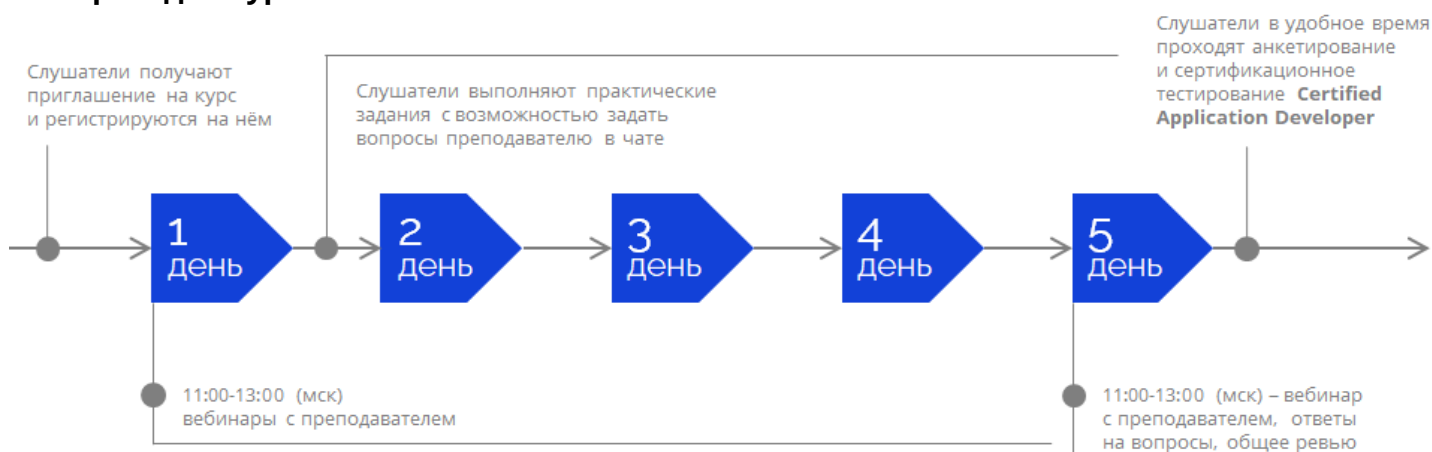 Слушатели в удобное время
проходят анкетирование
и сертификационное
тестирование Certified
Application Developer
Слушатели получают
приглашение на курс
и регистрируются на нём
Слушатели выполняют практические
задания с возможностью задать
вопросы преподавателю в чате
1
день
2
день
3
день
4
день
5
день
11:00-13:00 (мск)
вебинары с преподавателем
11:00-13:00 (мск) – вебинар
с преподавателем, ответы
на вопросы, общее ревью